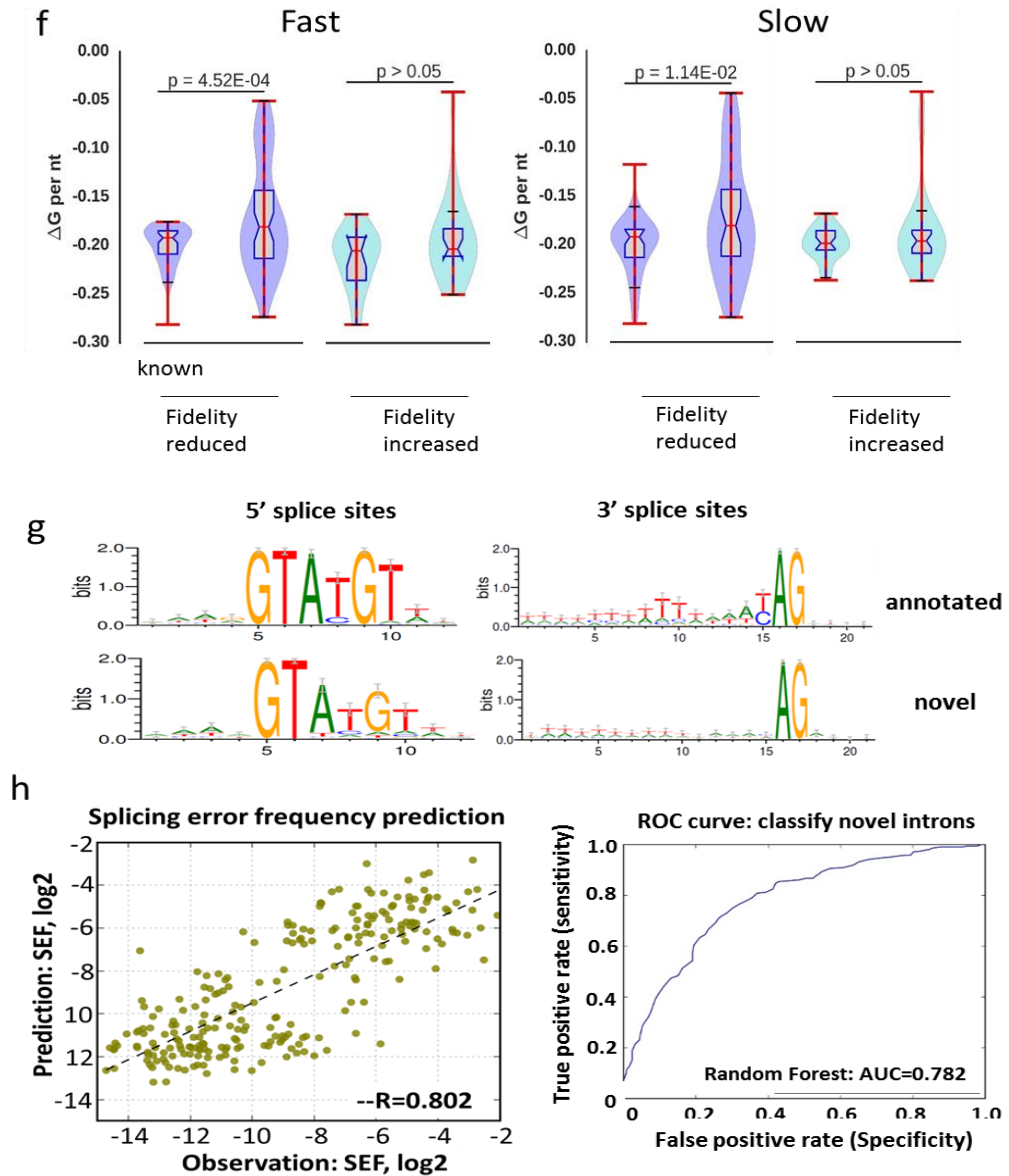 f
Fast
Slow
0.00
-0.05
-0.10
-0.15
-0.20
-0.25
-0.30
ΔG per nt
p = 4.52E-04
p > 0.05
0.00
-0.05
-0.10
-0.15
-0.20
-0.25
-0.30
ΔG per nt
p = 1.14E-02
p > 0.05
known
Fidelity
reduced
Fidelity
increased
Fidelity
reduced
Fidelity
increased
g
5’ splice sites
3’ splice sites
2.0
1.0
0.0
bits
GTATGT
5
10
2.0
1.0
0.0
bits
TAG
C
5
10
15
20
annotated
2.0
1.0
0.0
bits
GTATGT
5
10
2.0
1.0
0.0
bits
AG
5
10
15
20
novel
h
Splicing error frequency prediction
-2
-4
-6
-8
10
12
-14
Prediction: SEF, log2
--R=0.802
-14
-12
-10
-8
-6
-4
-2
Observation: SEF, log2
ROC curve: classify novel introns
1.0
0.8
0.6
0.4
0.2
0
True positive rate (sensitivity)
Random Forest: AUC=0.782
0
0.2
0.4
0.6
0.8
1.0
False positive rate (Specificity)